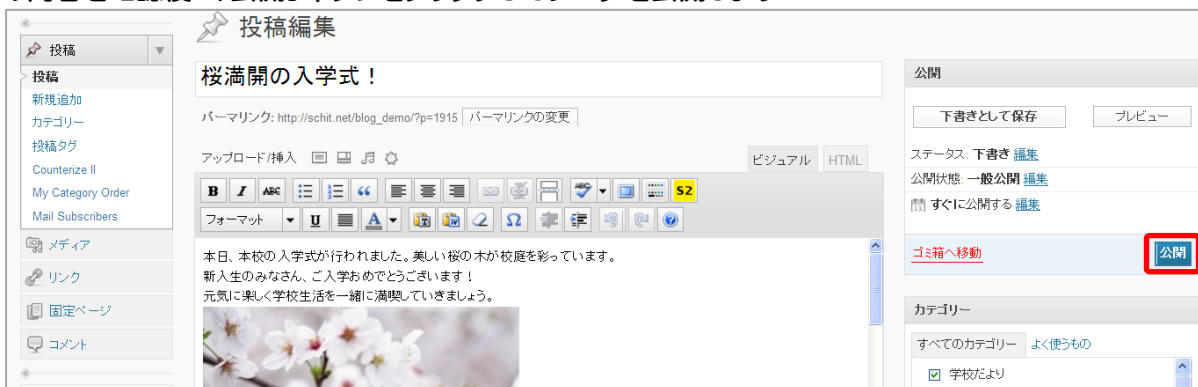 投稿編集
投稿
投稿
新規追加
カテゴリー
投稿タグ
Counterize II
My Category Order
Mail Subscribers
メディア
リンク
固定ページ
コメント
桜満開の入学式！
パーマリンク: http://schit.net/blog_demo/?p=1915 パーマリンクの変更
アップロード/挿入
ビジュアル HTML
B I ABC S2
フォーマット U A Ω
本日、本校の入学式が行われました。美しい桜の木が校庭を彩っています。
新入生のみなさん、ご入学おめでとうございます！
元気に楽しく学校生活を一緒に満喫していきましょう。
公開
下書きとして保存 プレビュー
ステータス: 下書き 編集
公開状態: 一般公開 編集
すぐに公開する 編集
ゴミ箱へ移動 公開
カテゴリー
すべてのカテゴリー よく使うもの
学校だより